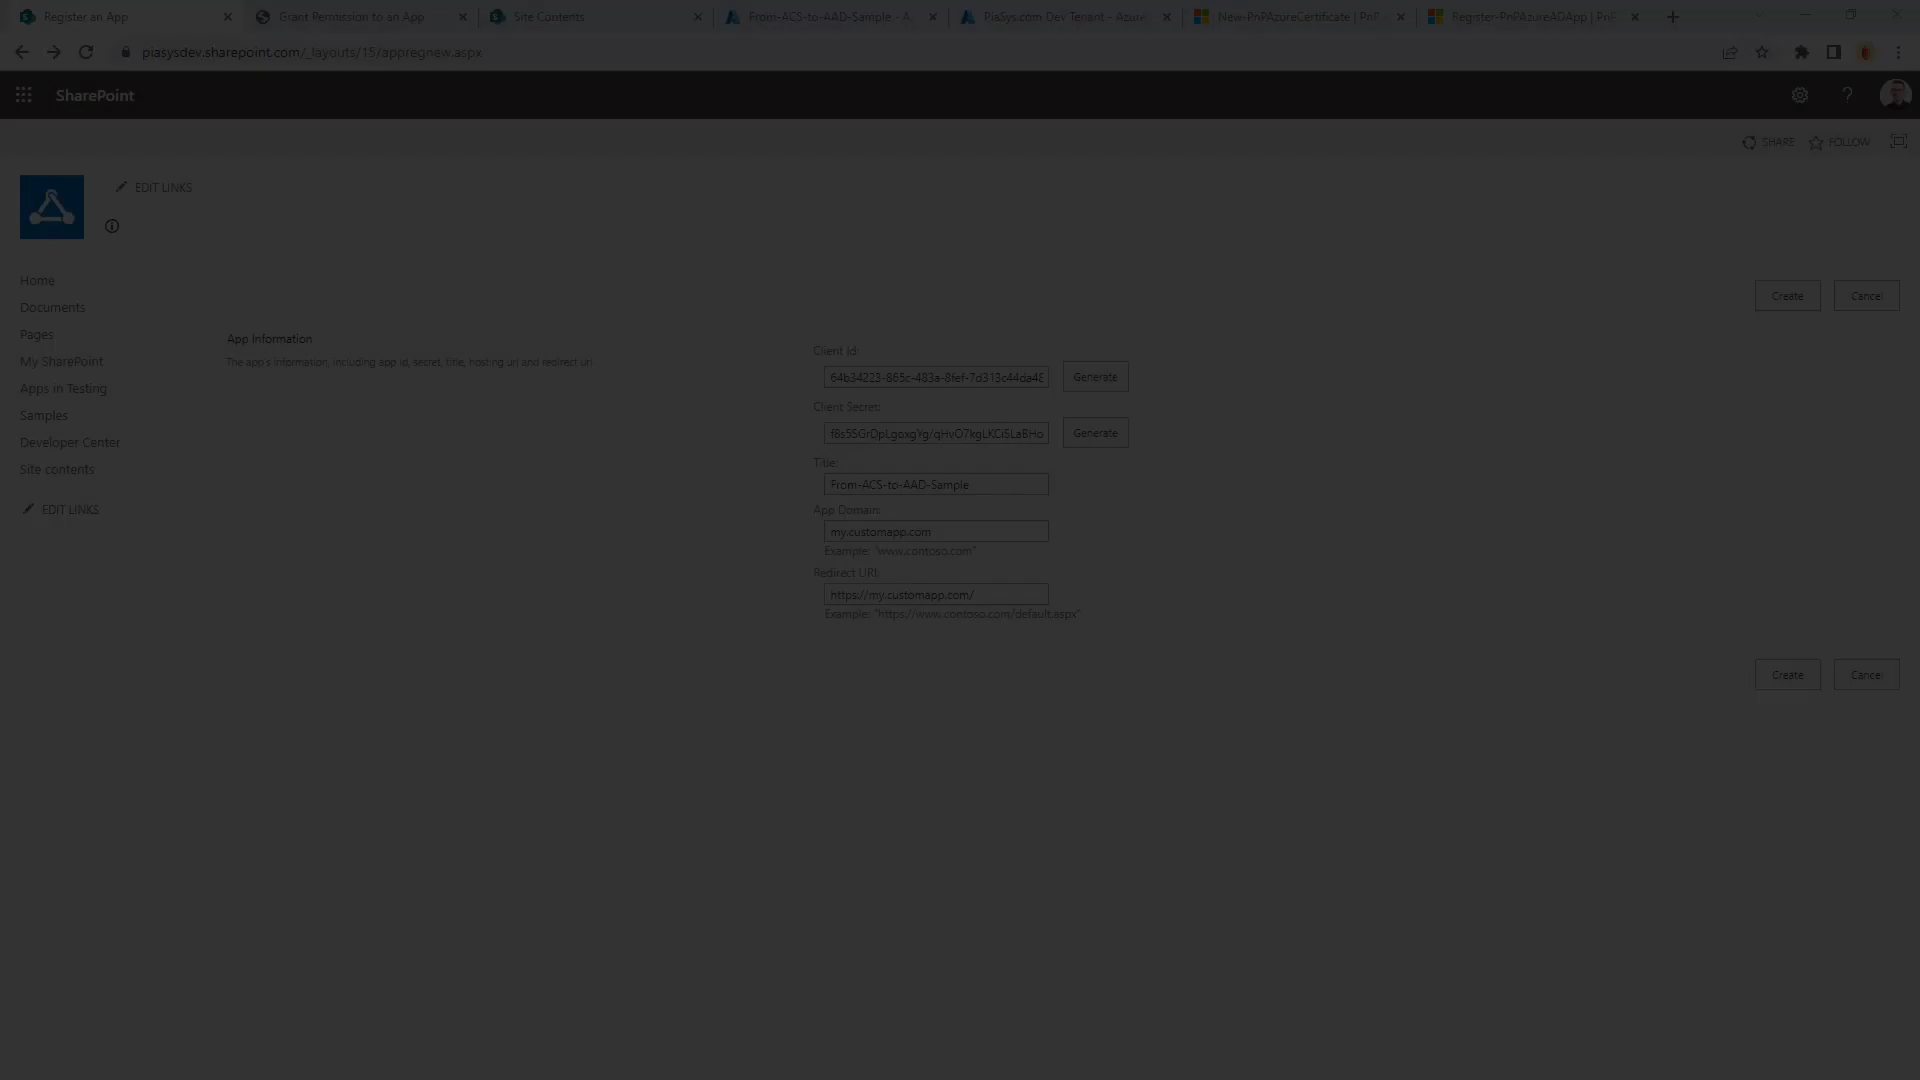 Register an App
Grant Permission to an App
Site Contents
From-ACS-to-AAD-Sample - A
PiaSys.com Dev Tenant - Azure
New-PnPAzureCertificate | PnP
Register-PnPAzureADApp | PnP
piasysdev.sharepoint.com/_layouts/15/appregnew.aspx
SharePoint
SHARE
FOLLOW
EDIT LINKS
Home
Documents
Pages
My SharePoint
Apps in Testing
Samples
Developer Center
Site contents
EDIT LINKS
Create
Cancel
App Information
The app's information, including app id, secret, title, hosting url and redirect url.
Client Id:
64b34223-865c-483a-8fef-7d313c44da48
Generate
Client Secret:
f8s5SGrDpLgoxgYg/qHvO7kgLKCiSLaBHo
Generate
Title:
From-ACS-to-AAD-Sample
App Domain:
my.customapp.com
Example: "www.contoso.com"
Redirect URI:
https://my.customapp.com/
Example: "https://www.contoso.com/default.aspx"
Create
Cancel